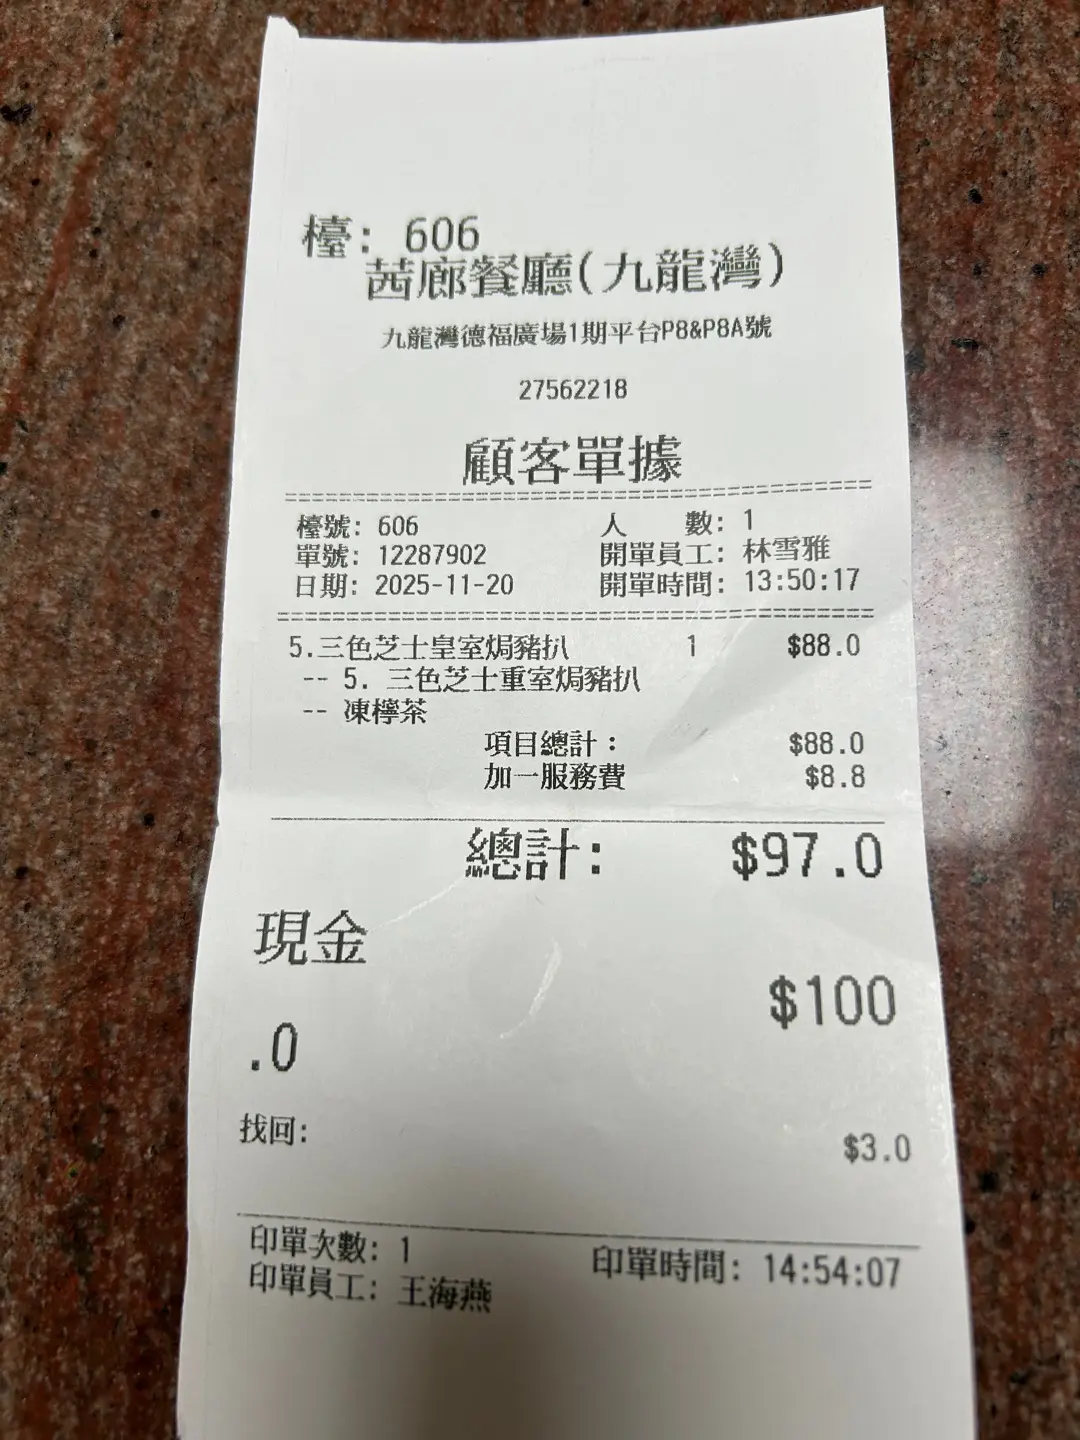 檯: 606
茜廊餐廳(九龍灣)
九龍灣德福廣場1期平台P8&P8A號
27562218
顧客單據
檯號: 606 人 數: 1
單號: 12287902 開單員工: 林雪雅
日期: 2025-11-20 開單時間: 13:50:17
5.三色芝士皇室焗豬扒 1 $88.0
-- 5. 三色芝士重室焗豬扒
-- 凍檸茶
項目總計： $88.0
加一服務費 $8.8
總計: $97.0
現金
$100
.0
找回:
$3.0
印單次數: 1 印單時間: 14:54:07
印單員工: 王海燕